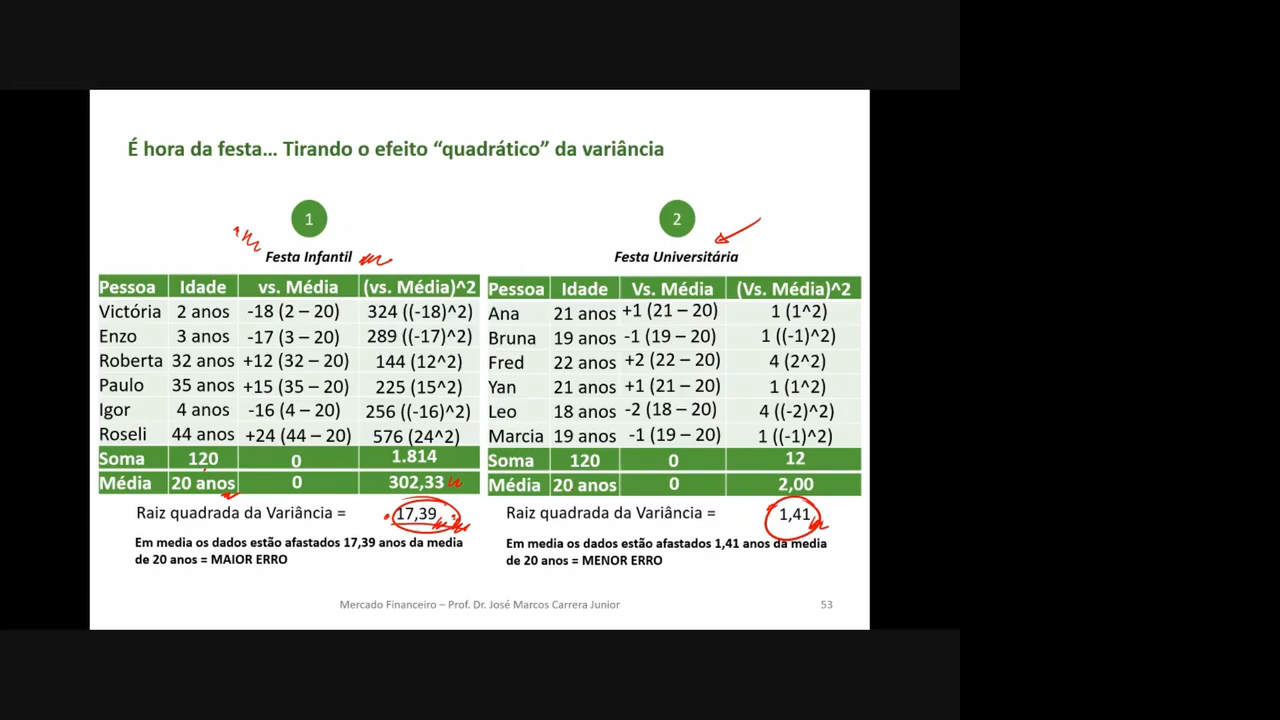 É hora da festa... Tirando o efeito “quadrático” da variância
1
Festa Infantil
Pessoa Idade vs. Média (vs. Média)^2
Victória 2 anos -18 (2 – 20) 324 ((-18)^2)
Enzo 3 anos -17 (3 – 20) 289 ((-17)^2)
Roberta 32 anos +12 (32 – 20) 144 (12^2)
Paulo 35 anos +15 (35 – 20) 225 (15^2)
Igor 4 anos -16 (4 – 20) 256 ((-16)^2)
Roseli 44 anos +24 (44 – 20) 576 (24^2)
Soma 120 0 1.814
Média 20 anos 0 302,33
Raiz quadrada da Variância = 17,39
Em media os dados estão afastados 17,39 anos da media
de 20 anos = MAIOR ERRO
2
Festa Universitária
Pessoa Idade Vs. Média (Vs. Média)^2
Ana 21 anos +1 (21 – 20) 1 (1^2)
Bruna 19 anos -1 (19 – 20) 1 ((-1)^2)
Fred 22 anos +2 (22 – 20) 4 (2^2)
Yan 21 anos +1 (21 – 20) 1 (1^2)
Leo 18 anos -2 (18 – 20) 4 ((-2)^2)
Marcia 19 anos -1 (19 – 20) 1 ((-1)^2)
Soma 120 0 12
Média 20 anos 0 2,00
Raiz quadrada da Variância = 1,41
Em media os dados estão afastados 1,41 anos da media
de 20 anos = MENOR ERRO
Mercado Financeiro – Prof. Dr. José Marcos Carrera Junior 53